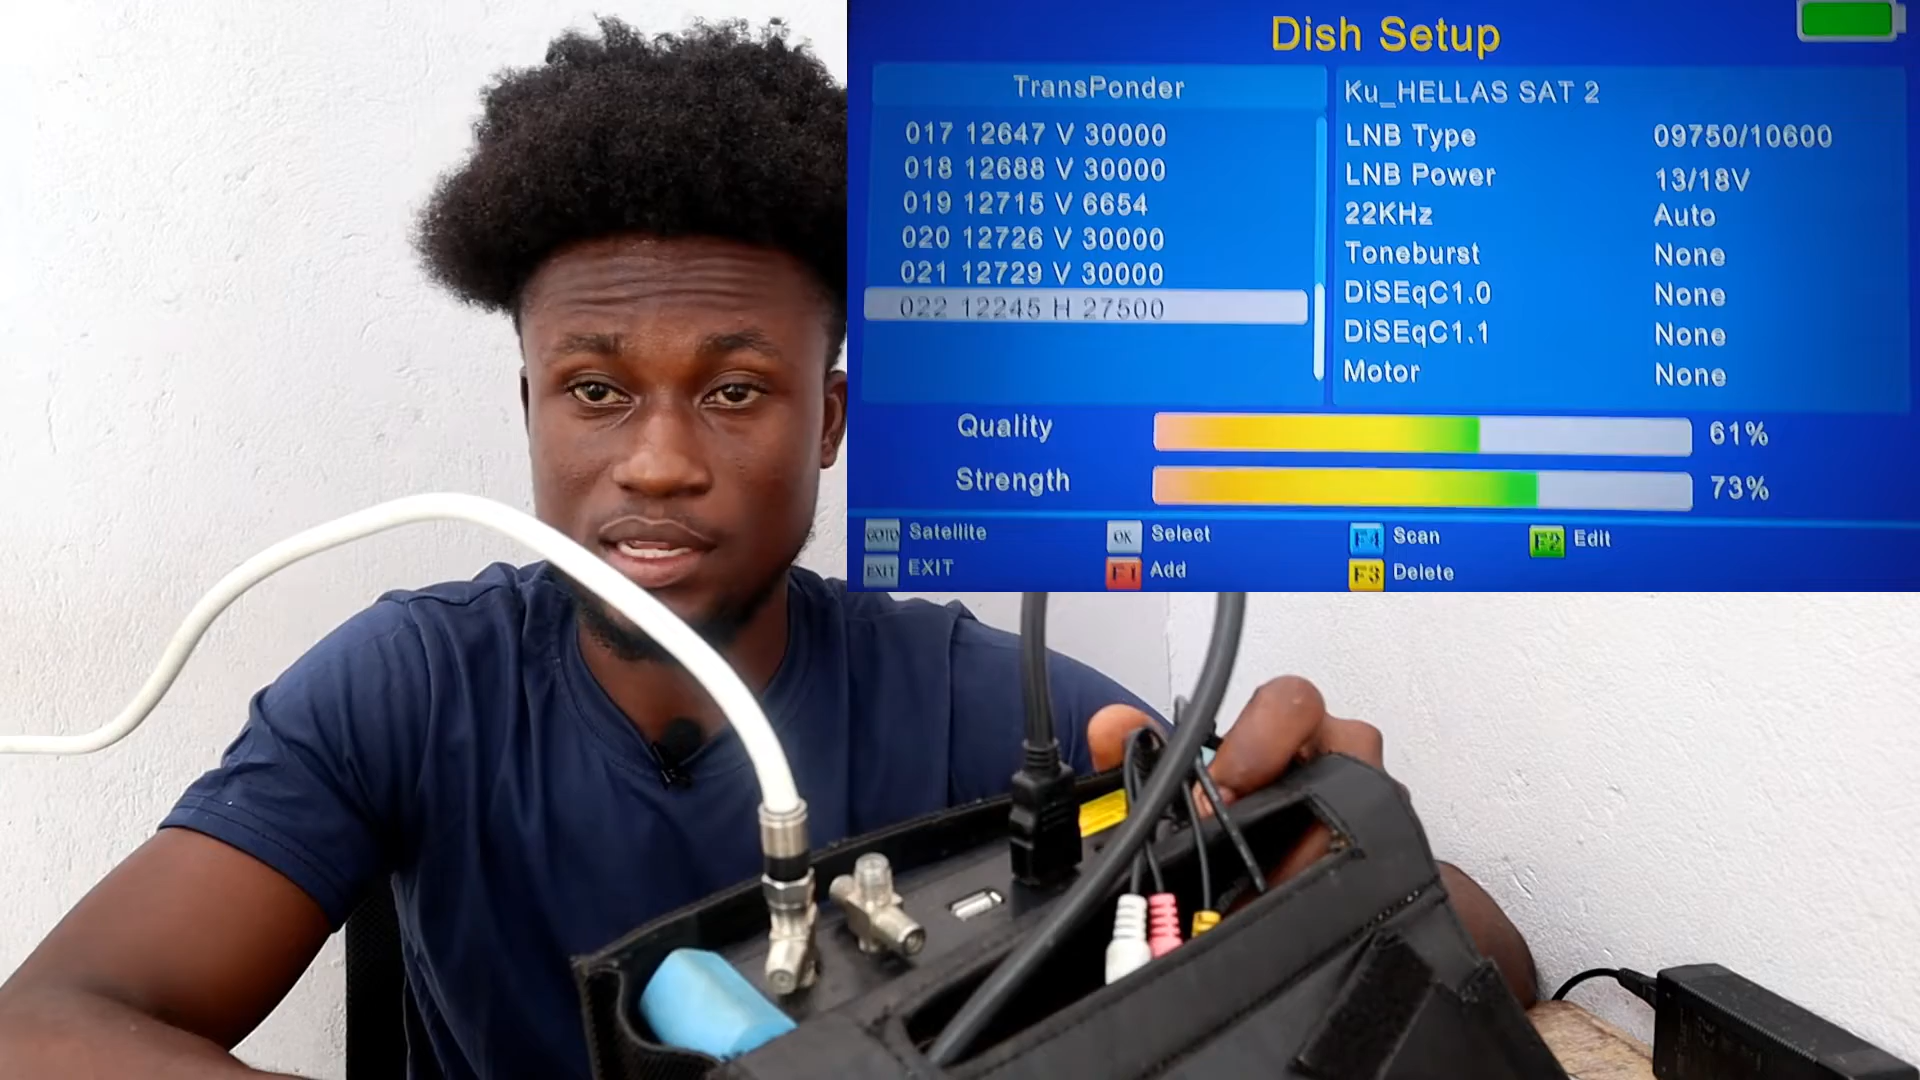 Dish Setup
TransPonder
017 12647 V 30000
018 12688 V 30000
019 12715 V 6654
020 12726 V 30000
021 12729 V 30000
022 12245 H 27500
Ku_HELLAS SAT 2
LNB Type 09750/10600
LNB Power 13/18V
22KHz Auto
Toneburst None
DiSEqC1.0 None
DiSEqC1.1 None
Motor None
Quality 61%
Strength 73%
GOTO Satellite OK Select F4 Scan F2 Edit
EXIT EXIT F1 Add F3 Delete